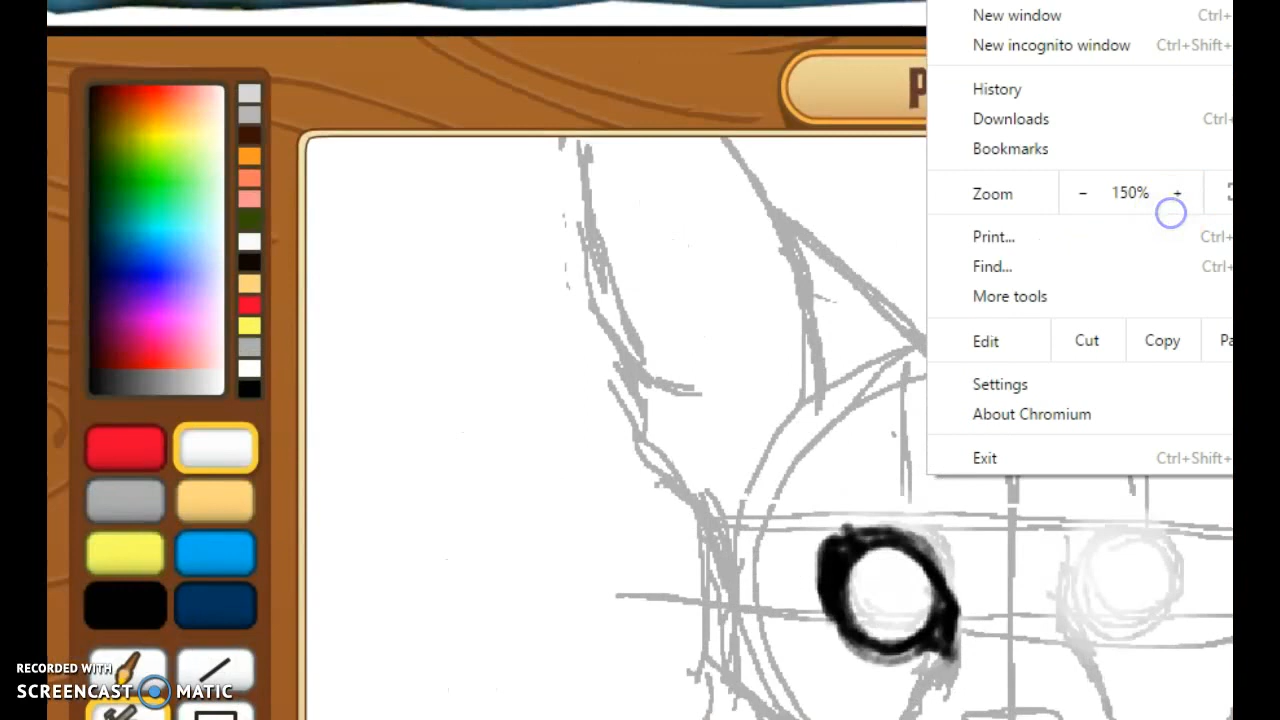 New window Ctrl+
New incognito window Ctrl+Shift+
P
History
Downloads Ctrl+
Bookmarks
Zoom - 150% +
Print... Ctrl+
Find... Ctrl+
More tools
Edit Cut Copy Pa
Settings
About Chromium
Exit Ctrl+Shift+
RECORDED WITH
SCREENCAST MATIC